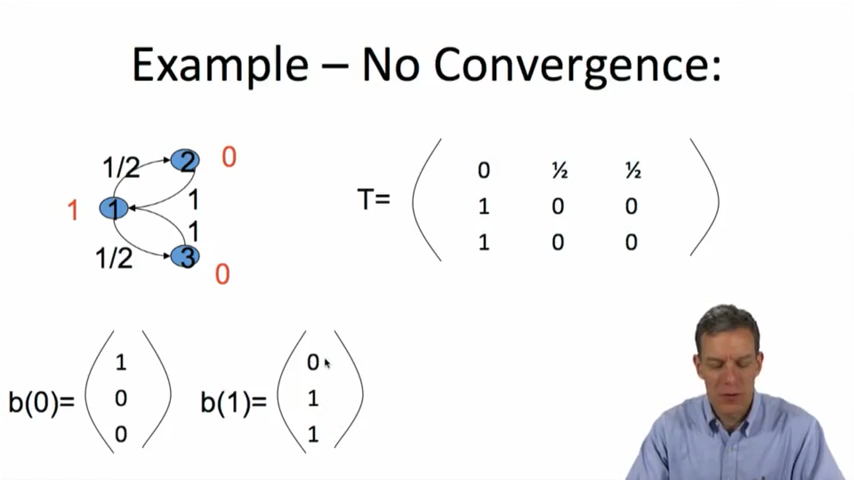 Example – No Convergence:
1/2
2
0
1
1
1
T=
0 ½ ½
1 0 0
1 0 0
1
1/2
3
0
b(0)=
1
0
0
b(1)=
0
1
1